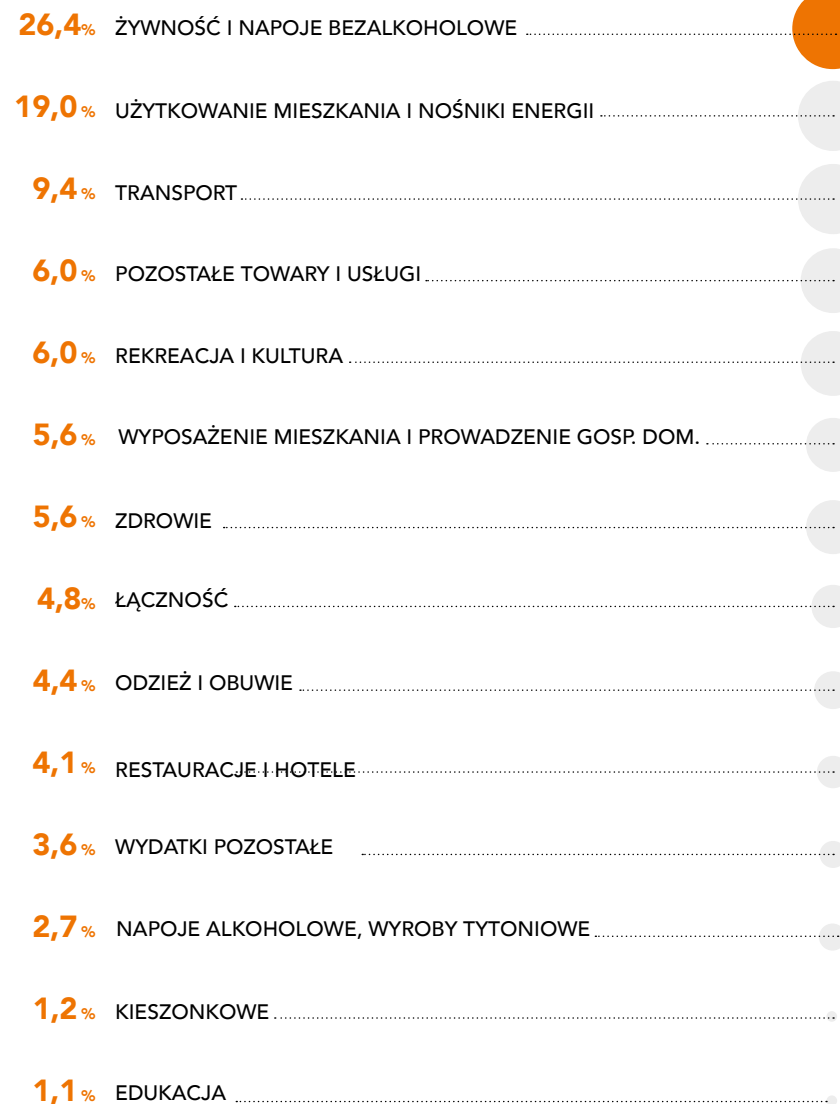 26,4% ŻYWNOŚĆ I NAPOJE BEZALKOHOLOWE
19,0% UŻYTKOWANIE MIESZKANIA I NOŚNIKI ENERGII
9,4% TRANSPORT
6,0% POZOSTAŁE TOWARY I USŁUGI
6,0% REKREACJA I KULTURA
5,6% WYPOSAŻENIE MIESZKANIA I PROWADZENIE GOSP. DOM.
5,6% ZDROWIE
4,8% ŁĄCZNOŚĆ
4,4% ODZIEŻ I OBUWIE
4,1% RESTAURACJE I HOTELE
3,6% WYDATKI POZOSTAŁE
2,7% NAPOJE ALKOHOLOWE, WYROBY TYTONIOWE
1,2% KIESZONKOWE
1,1% EDUKACJA